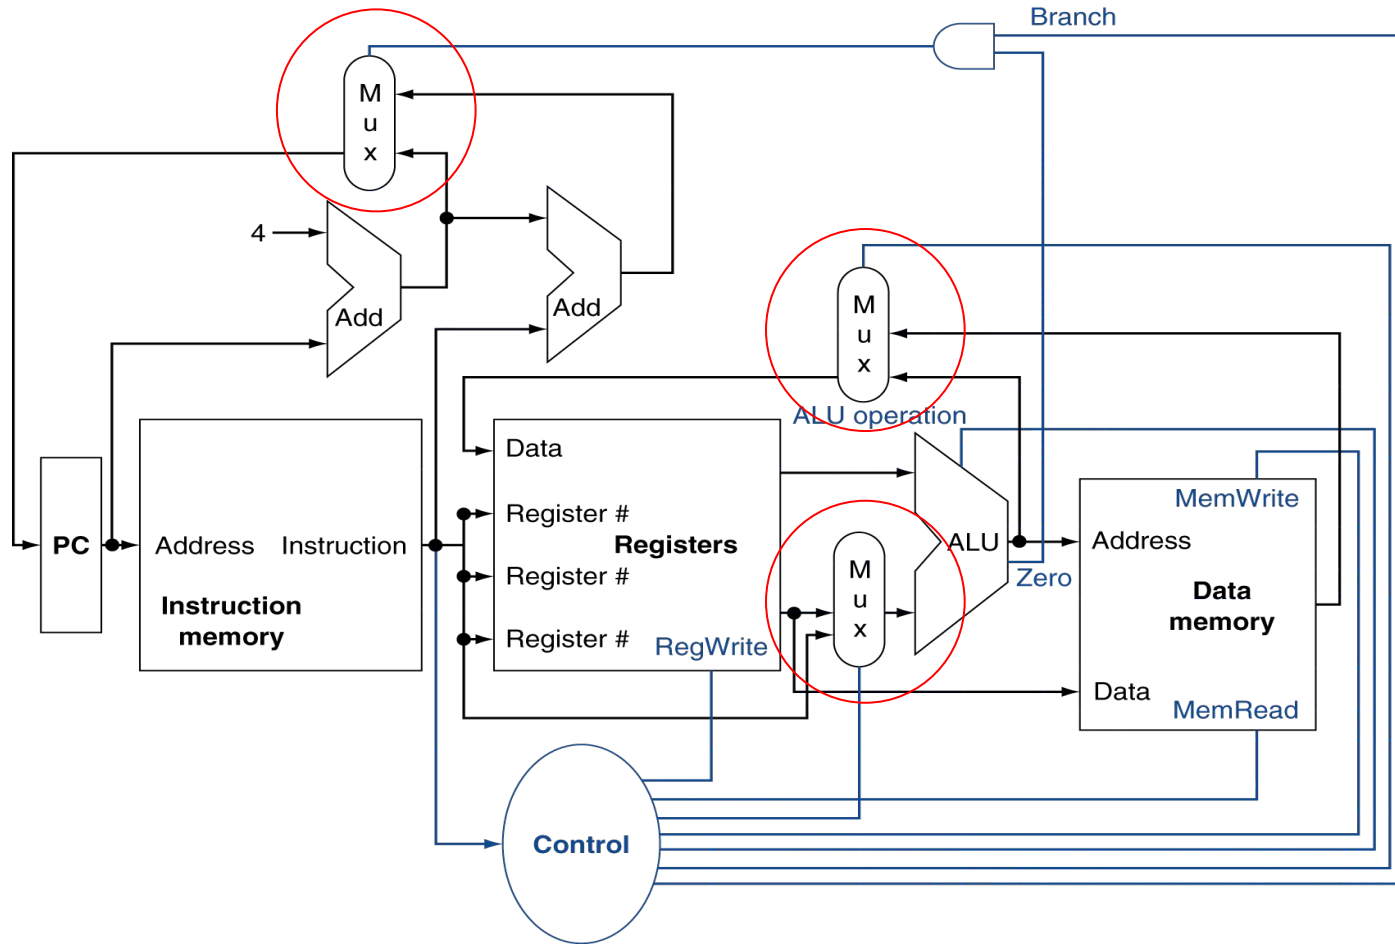 Branch
M
u
x
4
Add
Add
M
u
x
ALU operation
Data
Register #
Registers
Register #
Register #
RegWrite
PC
Address
Instruction
Instruction
memory
M
u
x
ALU
Zero
MemWrite
Address
Data
memory
Data
MemRead
Control